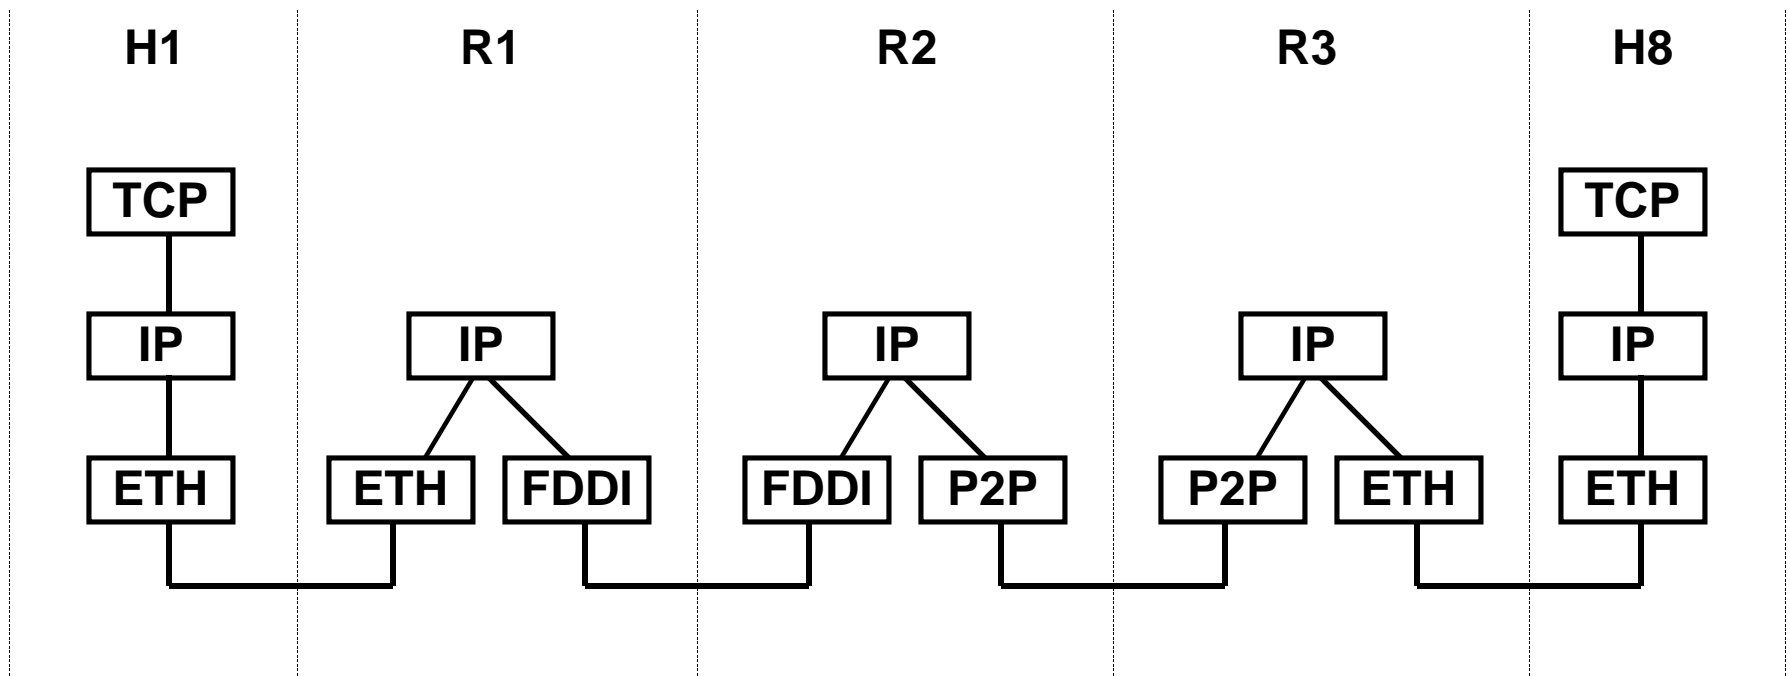 H1 R1 R2 R3 H8
TCP TCP
IP IP IP IP IP
ETH ETH FDDI FDDI P2P P2P ETH ETH